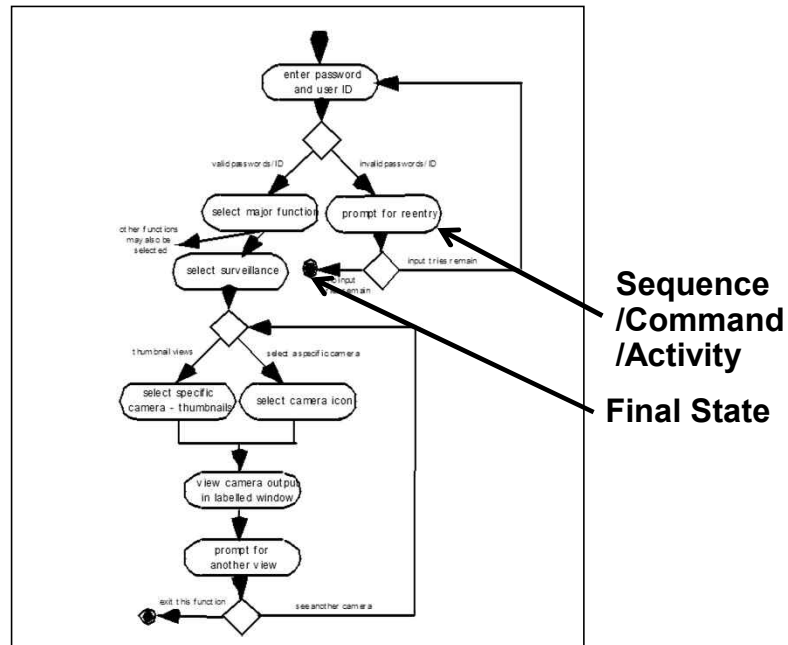 enter password
and user ID
valid passwords/ID
invalid passwords/ID
select major function
prompt for reentry
other functions
may also be
selected
input tries remain
select surveillance
input
remain
thumbnail views
select a specific camera
select specific
camera - thumbnails
select camera icon
view camera output
in labelled window
prompt for
another view
exit this function
see another camera
Sequence
/Command
/Activity
Final State